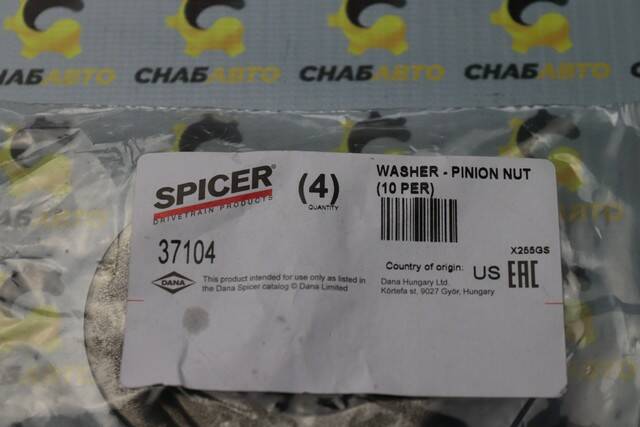 СНАБАВТО СНАБАВТО СНАБАВТО СНАБАВТО
SPICER®
DRIVETRAIN PRODUCTS
(4)
QUANTITY
WASHER - PINION NUT
(10 PER)
37104
X255GS
Country of origin: US EAC
DANA
This product intended for use only as listed in
the Dana Spicer catalog © Dana Limited
Dana Hungary Ltd.
Körtefa st, 9027 Győr, Hungary